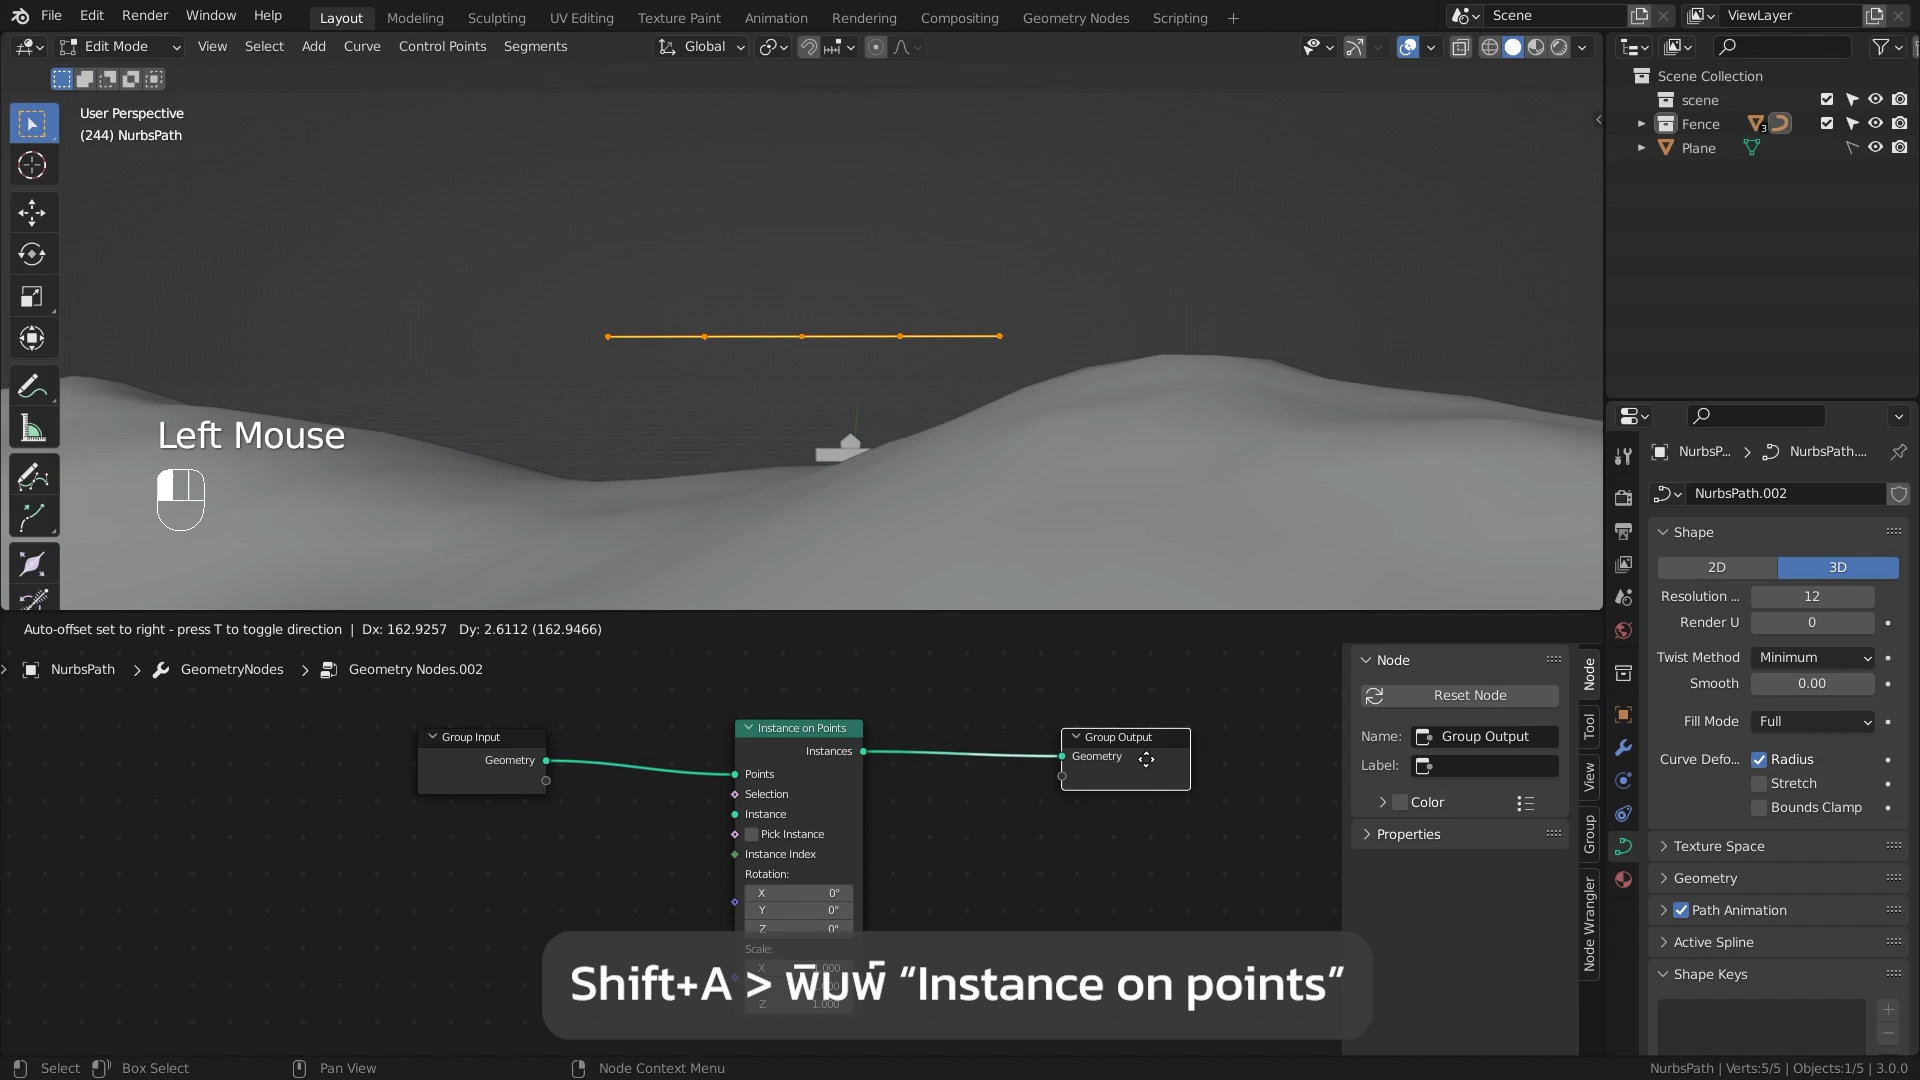 File Edit Render Window Help Layout Modeling Sculpting UV Editing Texture Paint Animation Rendering Compositing Geometry Nodes Scripting Scene ViewLayer
Edit Mode View Select Add Curve Control Points Segments Global
User Perspective
(244) NurbsPath
Scene Collection
scene
Fence 3
Plane
Left Mouse
Auto-offset set to right - press T to toggle direction | Dx: 162.9257 Dy: 2.6112 (162.9466)
NurbsPath > GeometryNodes > Geometry Nodes.002
Group Input
Geometry
Instance on Points
Instances
Points
Selection
Instance
Pick Instance
Instance Index
Rotation:
X 0°
Y 0°
Z 0°
Scale:
X 1.000
Z 1.000
Group Output
Geometry
Shift+A > พิมพ์ “Instance on points”
Node
Reset Node
Name: Group Output
Label:
Color
Properties
Node
Tool
View
Group
Node Wrangler
NurbsP... > NurbsPath....
NurbsPath.002
Shape
2D 3D
Resolution ... 12
Render U 0
Twist Method Minimum
Smooth 0.00
Fill Mode Full
Curve Defo... Radius
Stretch
Bounds Clamp
Texture Space
Geometry
Path Animation
Active Spline
Shape Keys
Select Box Select Pan View Node Context Menu NurbsPath | Verts:5/5 | Objects:1/5 | 3.0.0